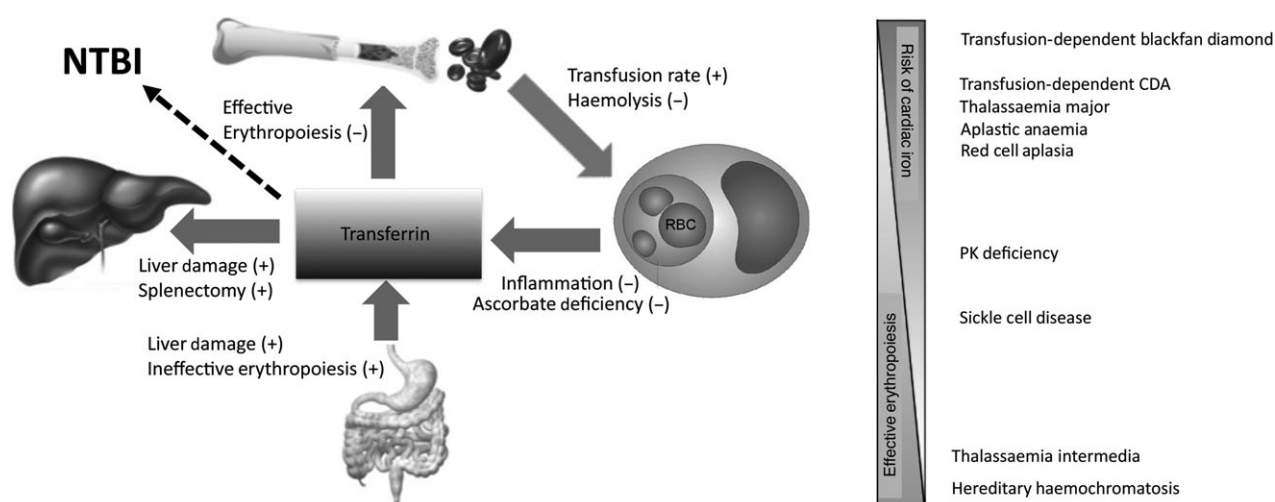 NTBI
Effective
Erythropoiesis (−)
Transfusion rate (+)
Haemolysis (−)
Transferrin
RBC
Liver damage (+)
Splenectomy (+)
Inflammation (−)
Ascorbate deficiency (−)
Liver damage (+)
Ineffective erythropoiesis (+)
Risk of cardiac iron
Effective erythropoiesis
Transfusion-dependent blackfan diamond
Transfusion-dependent CDA
Thalassaemia major
Aplastic anaemia
Red cell aplasia
PK deficiency
Sickle cell disease
Thalassaemia intermedia
Hereditary haemochromatosis